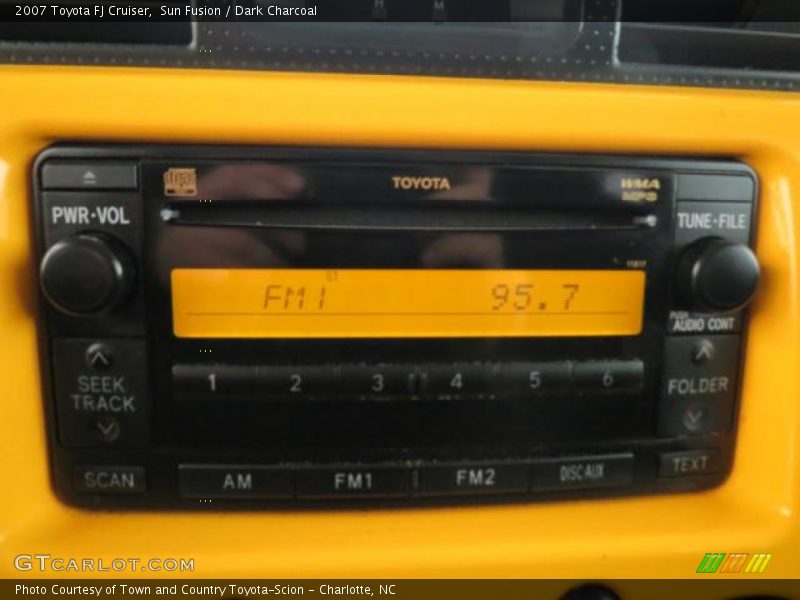 2007 Toyota FJ Cruiser,  Sun Fusion / Dark Charcoal
TOYOTA
WMA
MP3
PWR·VOL
TUNE·FILE
ST
FM1 95.7
PUSH
AUDIO CONT
1 2 3 4 5 6
SEEK
TRACK
FOLDER
SCAN
AM FM1 FM2 DISC·AUX
TEXT
GTCARLOT.COM
Photo Courtesy of Town and Country Toyota-Scion - Charlotte, NC